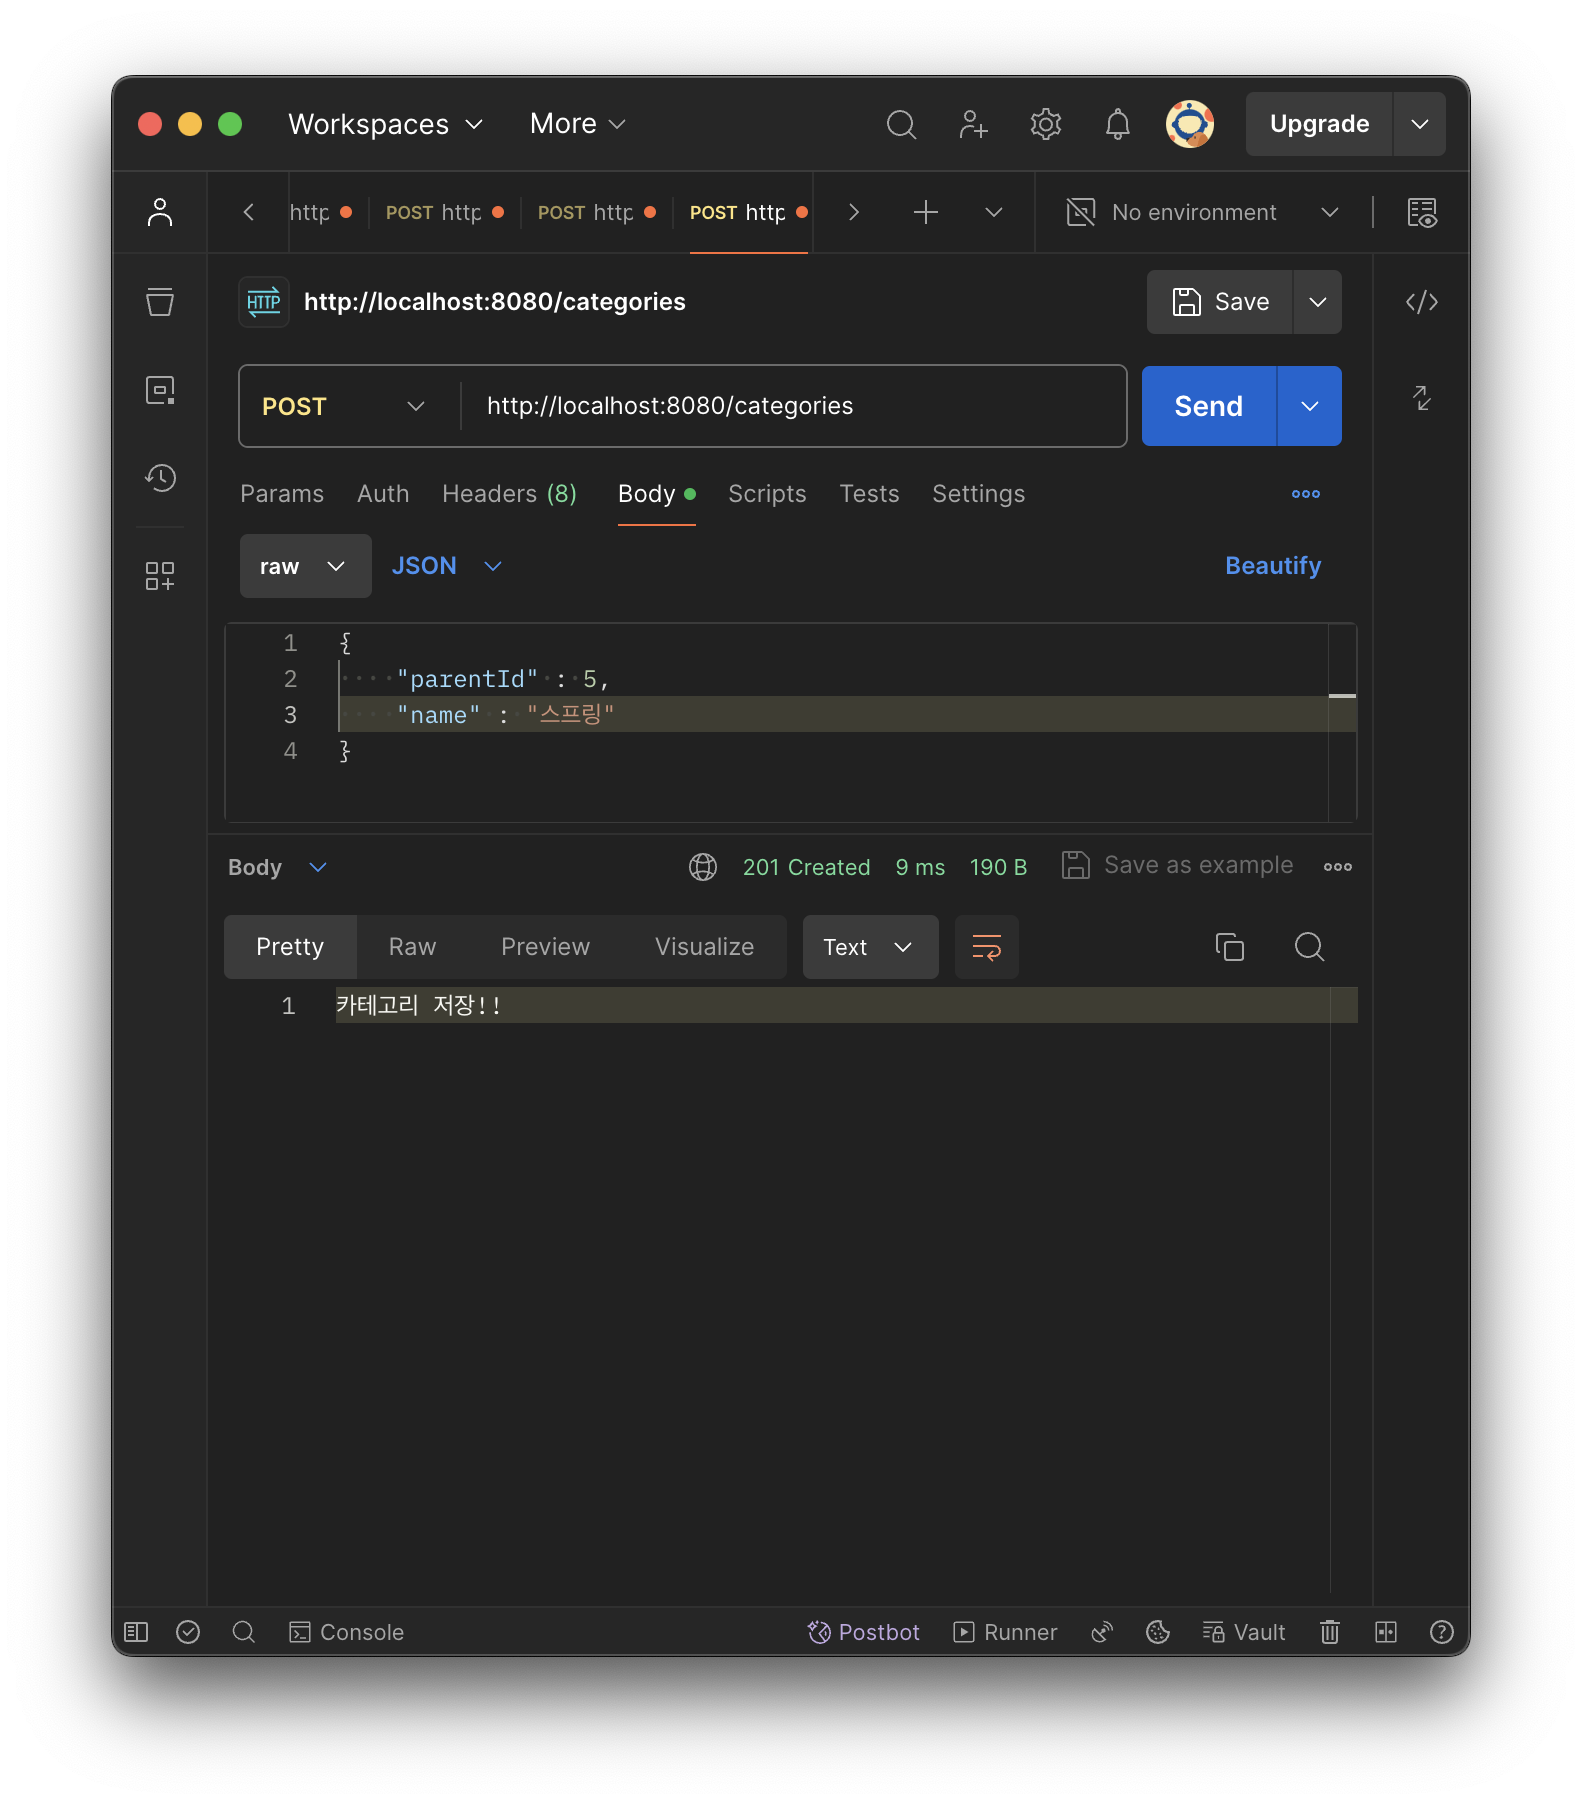 Workspaces More Upgrade
http POST http POST http POST http No environment
HTTP http://localhost:8080/categories Save
POST http://localhost:8080/categories Send
Params Auth Headers (8) Body Scripts Tests Settings
raw JSON Beautify
1 {
2 "parentId" : 5,
3 "name" : "스프링"
4 }
Body 201 Created 9 ms 190 B Save as example
Pretty Raw Preview Visualize Text
1 카테고리 저장!!
Console Postbot Runner Vault